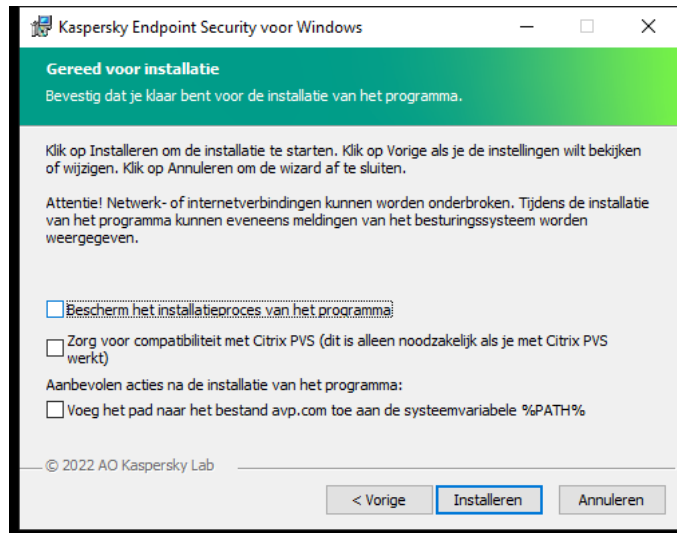 Kaspersky Endpoint Security voor Windows
Gereed voor installatie
Bevestig dat je klaar bent voor de installatie van het programma.
Klik op Installeren om de installatie te starten. Klik op Vorige als je de instellingen wilt bekijken
of wijzigen. Klik op Annuleren om de wizard af te sluiten.
Attentie! Netwerk- of internetverbindingen kunnen worden onderbroken. Tijdens de installatie
van het programma kunnen eveneens meldingen van het besturingssysteem worden
weergegeven.
Bescherm het installatieproces van het programma
Zorg voor compatibiliteit met Citrix PVS (dit is alleen noodzakelijk als je met Citrix PVS
werkt)
Aanbevolen acties na de installatie van het programma:
Voeg het pad naar het bestand avp.com toe aan de systeemvariabele %PATH%
© 2022 AO Kaspersky Lab
< Vorige
Installeren
Annuleren